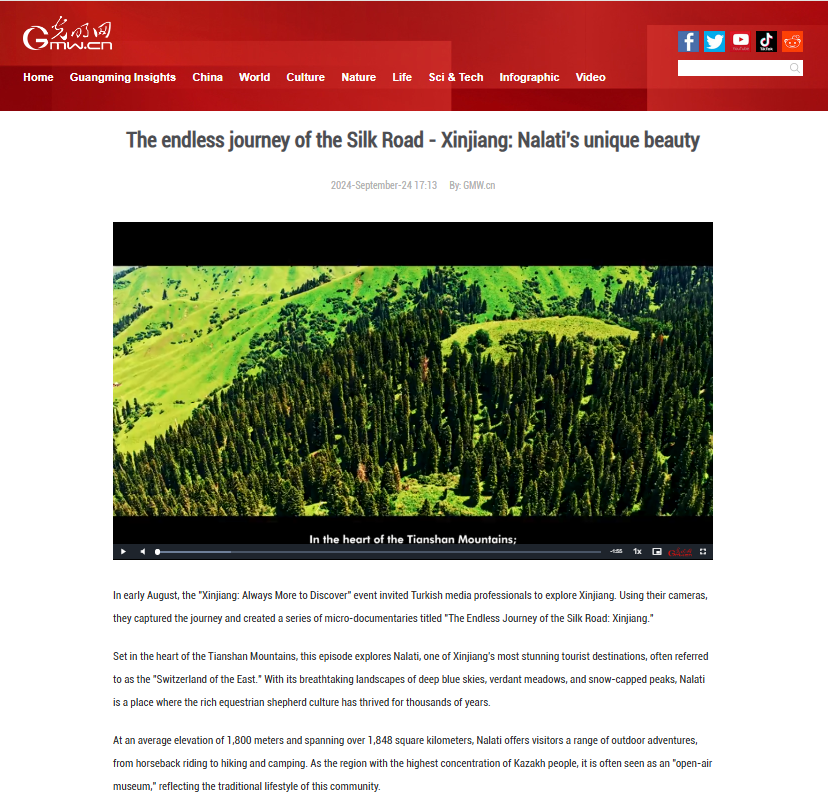 光明网
GMW.CN
YouTube
TikTok
Home Guangming Insights China World Culture Nature Life Sci & Tech Infographic Video
The endless journey of the Silk Road - Xinjiang: Nalati's unique beauty
2024-September-24 17:13 By: GMW.cn
In the heart of the Tianshan Mountains;
-1:55 1x
In early August, the "Xinjiang: Always More to Discover" event invited Turkish media professionals to explore Xinjiang. Using their cameras,
they captured the journey and created a series of micro-documentaries titled "The Endless Journey of the Silk Road: Xinjiang."
Set in the heart of the Tianshan Mountains, this episode explores Nalati, one of Xinjiang's most stunning tourist destinations, often referred
to as the "Switzerland of the East." With its breathtaking landscapes of deep blue skies, verdant meadows, and snow-capped peaks, Nalati
is a place where the rich equestrian shepherd culture has thrived for thousands of years.
At an average elevation of 1,800 meters and spanning over 1,848 square kilometers, Nalati offers visitors a range of outdoor adventures,
from horseback riding to hiking and camping. As the region with the highest concentration of Kazakh people, it is often seen as an "open-air
museum," reflecting the traditional lifestyle of this community.